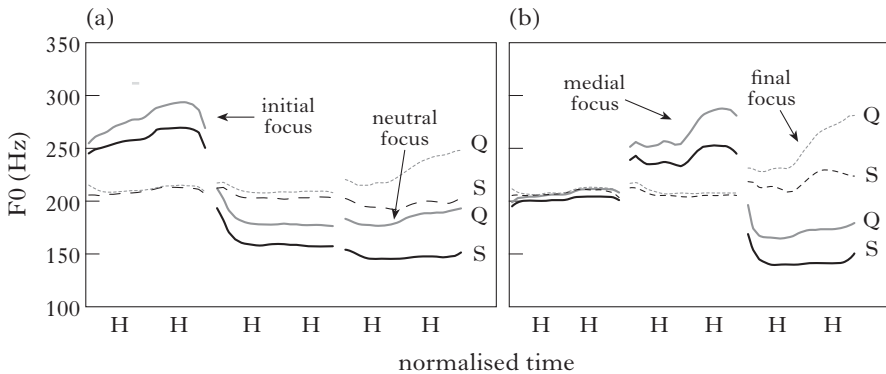 (a)
(b)
350
300
250
200
150
100
F0 (Hz)
initial
focus
neutral
focus
Q
S
Q
S
medial
focus
final
focus
Q
S
Q
S
H H H H H H
H H H H H H
normalised time